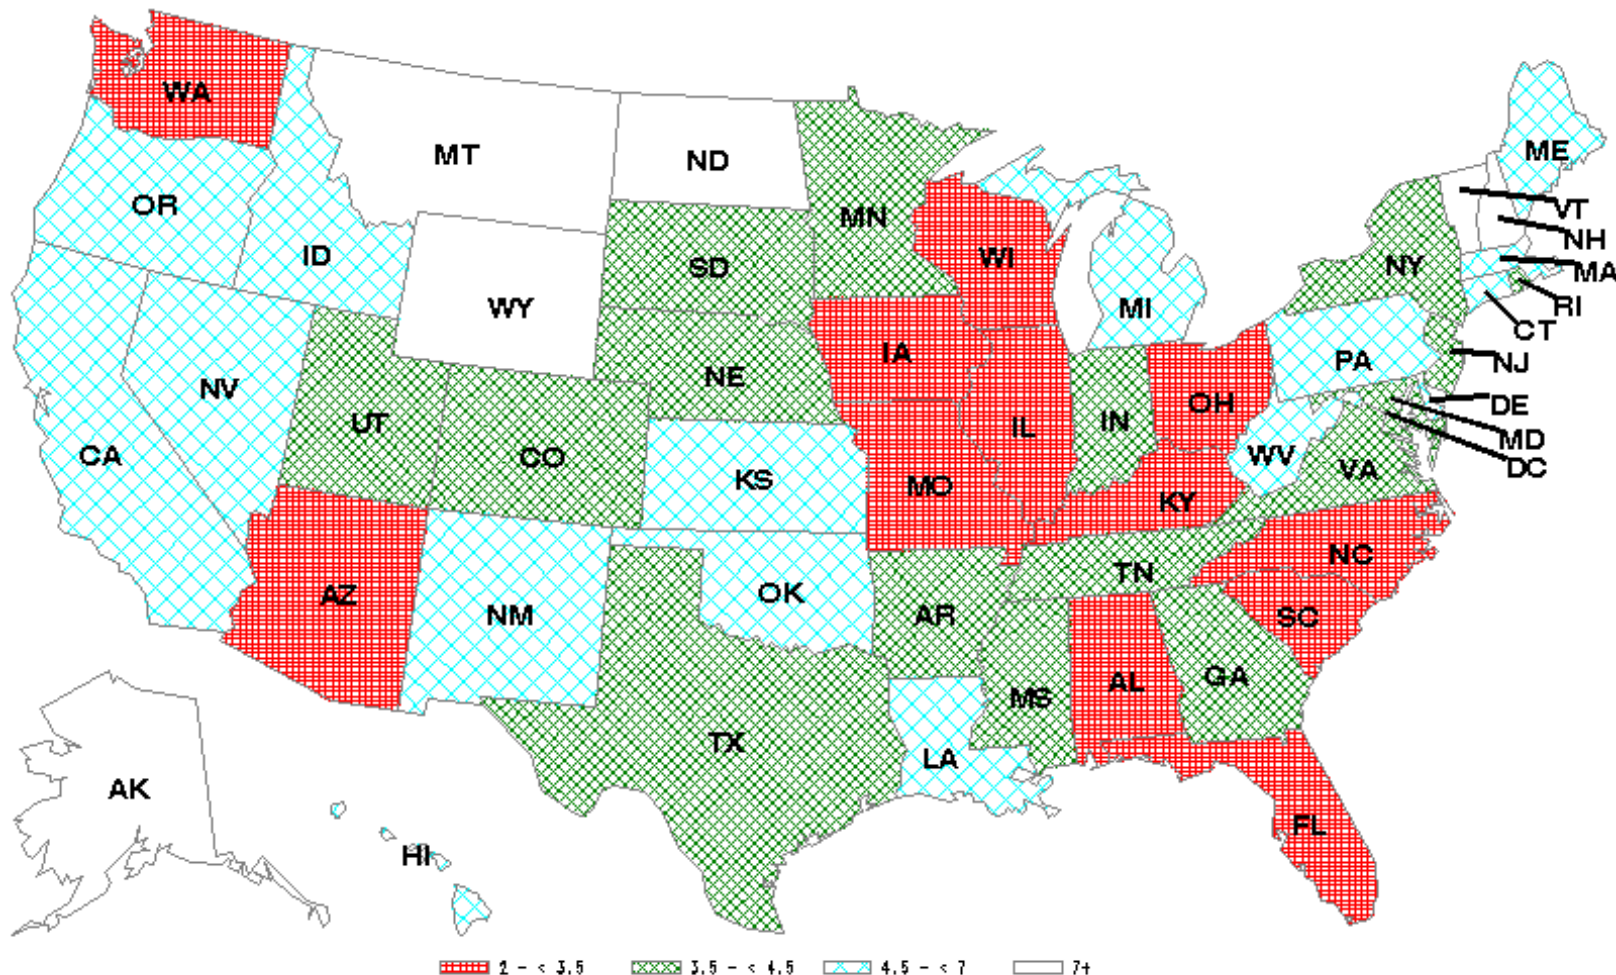 WA
MT
ND
ME
OR
MN
VT
ID
SD
WI
NH
NY
MA
WY
MI
RI
IA
CT
NV
NE
PA
NJ
UT
OH
DE
CA
CO
IL
IN
MD
KS
MO
WV
VA
DC
KY
AZ
NM
OK
AR
TN
NC
SC
TX
MS
AL
GA
LA
AK
HI
FL
2 - < 3.5 3.5 - < 4.5 4.5 - < 7 7+